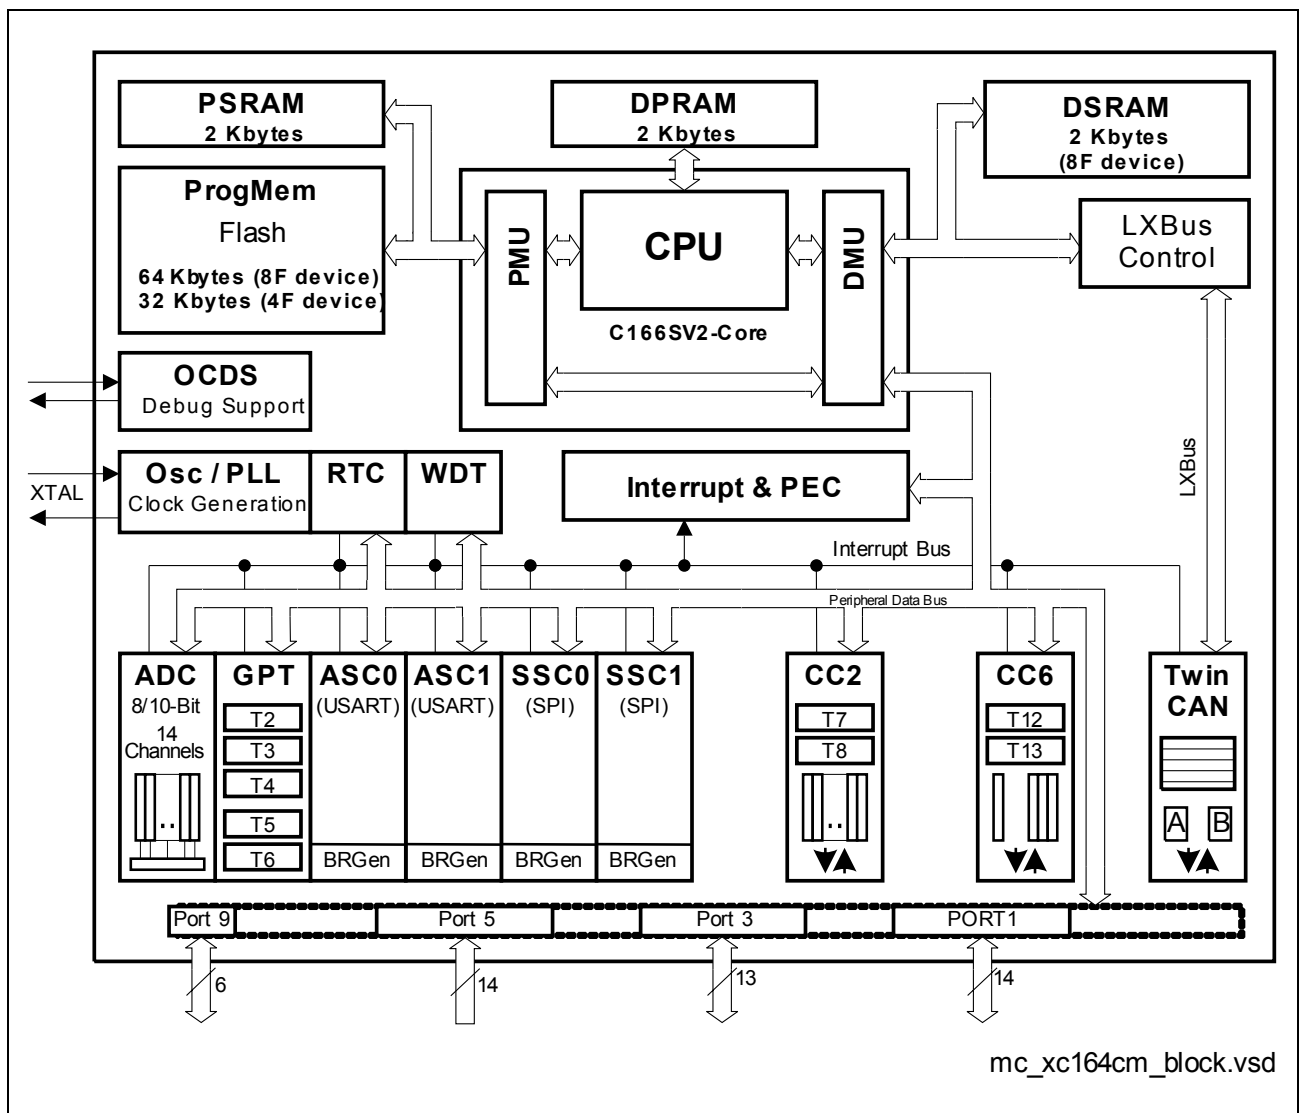 PSRAM
2 Kbytes
DPRAM
2 Kbytes
DSRAM
2 Kbytes
(8F device)
ProgMem
Flash
64 Kbytes (8F device)
32 Kbytes (4F device)
PMU
CPU
DMU
C166SV2-Core
LXBus
Control
OCDS
Debug Support
XTAL
Osc / PLL
Clock Generation
RTC
WDT
Interrupt & PEC
LXBus
Interrupt Bus
Peripheral Data Bus
ADC
8/10-Bit
14
Channels
..
GPT
T2
T3
T4
T5
T6
ASC0
(USART)
BRGen
ASC1
(USART)
BRGen
SSC0
(SPI)
BRGen
SSC1
(SPI)
BRGen
CC2
T7
T8
..
CC6
T12
T13
Twin
CAN
A B
Port 9
Port 5
Port 3
PORT1
6
14
13
14
mc_xc164cm_block.vsd